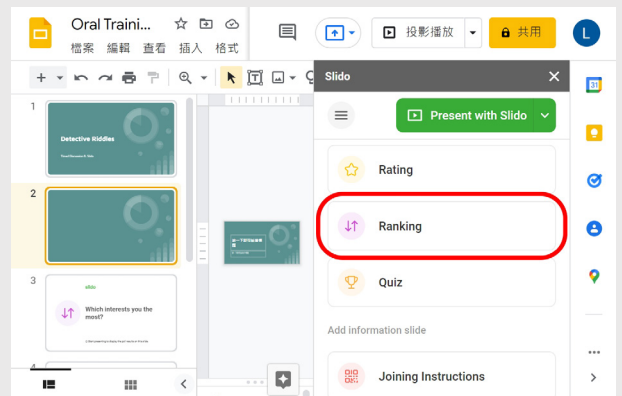 Oral Traini...
檔案 編輯 查看 插入 格式
投影播放
共用
L
Slido
31
Present with Slido
1
Detective Riddles
Rating
2
Ranking
3
slido
Which interests you the
most?
Quiz
Add information slide
4
Joining Instructions